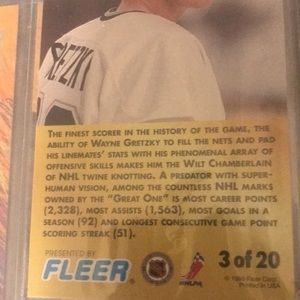 RETZKY
THE FINEST SCORER IN THE HISTORY OF THE GAME, THE
ABILITY OF WAYNE GRETZKY TO FILL THE NETS AND PAD
HIS LINEMATES' STATS WITH HIS PHENOMENAL ARRAY OF
OFFENSIVE SKILLS MAKES HIM THE WILT CHAMBERLAIN
OF NHL TWINE KNOTTING. A PREDATOR WITH SUPER-
HUMAN VISION, AMONG THE COUNTLESS NHL MARKS
OWNED BY THE "GREAT ONE" IS MOST CAREER POINTS
(2,328), MOST ASSISTS (1,563), MOST GOALS IN A
SEASON (92) AND LONGEST CONSECUTIVE GAME POINT
SCORING STREAK (51).
3 of 20
PRESENTED BY
FLEER
NHLPA
Printed in USA